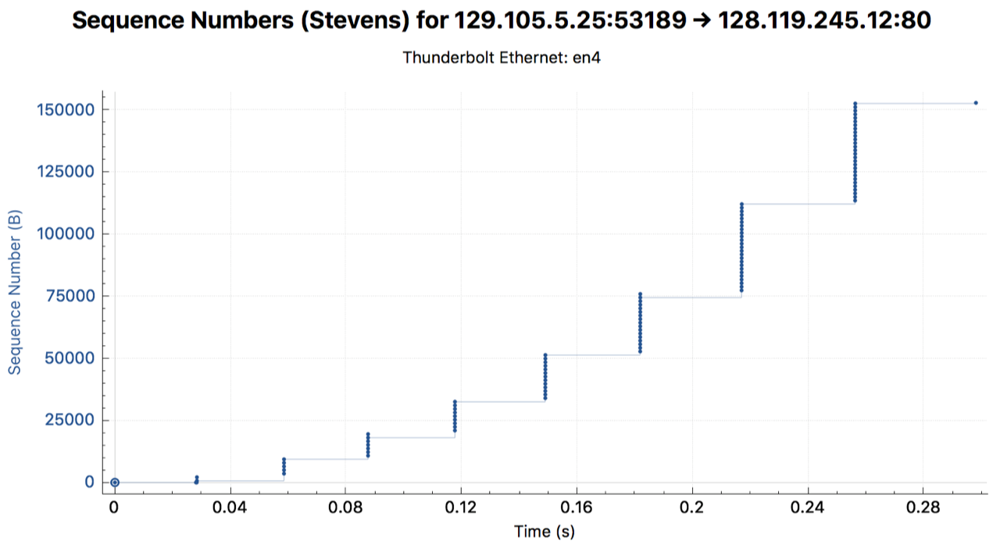 Sequence Numbers (Stevens) for 129.105.5.25:53189 → 128.119.245.12:80
Thunderbolt Ethernet: en4
Sequence Number (B)
150000
125000
100000
75000
50000
25000
0
0 0.04 0.08 0.12 0.16 0.2 0.24 0.28
Time (s)